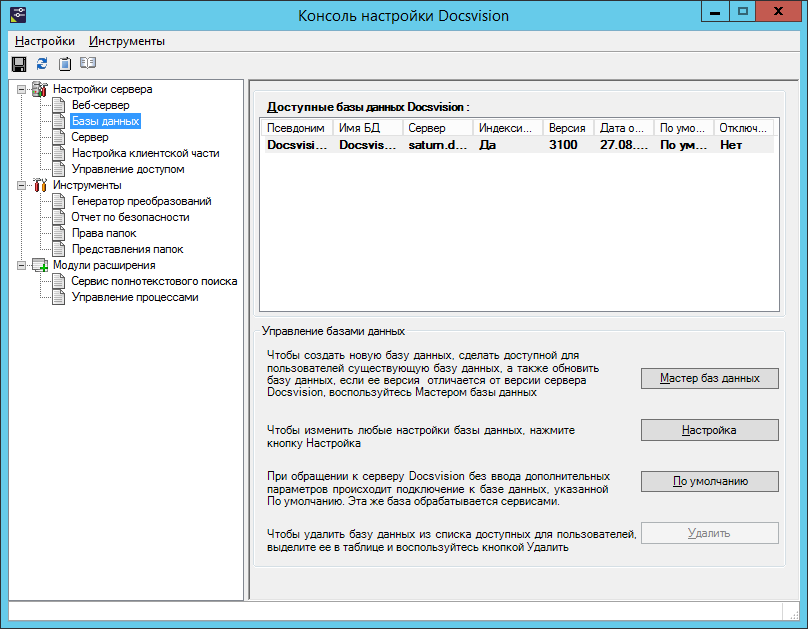 Консоль настройки Docsvision
Настройки Инструменты
Настройки сервера
Веб-сервер
Базы данных
Сервер
Настройка клиентской части
Управление доступом
Инструменты
Генератор преобразований
Отчет по безопасности
Права папок
Представления папок
Модули расширения
Сервис полнотекстового поиска
Управление процессами
Доступные базы данных Docsvision :
Псевдоним Имя БД Сервер Индекси... Версия Дата о... По умо... Отключ...
Docsvisi... Docsvis... saturn.d... Да 3100 27.08.... По ум... Нет
Управление базами данных
Чтобы создать новую базу данных, сделать доступной для
пользователей существующую базу данных, а также обновить
базу данных, если ее версия отличается от версии сервера
Docsvision, воспользуйтесь Мастером базы данных
Мастер баз данных
Чтобы изменить любые настройки базы данных, нажмите
кнопку Настройка
Настройка
При обращении к серверу Docsvision без ввода дополнительных
параметров происходит подключение к базе данных, указанной
По умолчанию. Эта же база обрабатывается сервисами.
По умолчанию
Чтобы удалить базу данных из списка доступных для пользователей,
выделите ее в таблице и воспользуйтесь кнопкой Удалить
Удалить